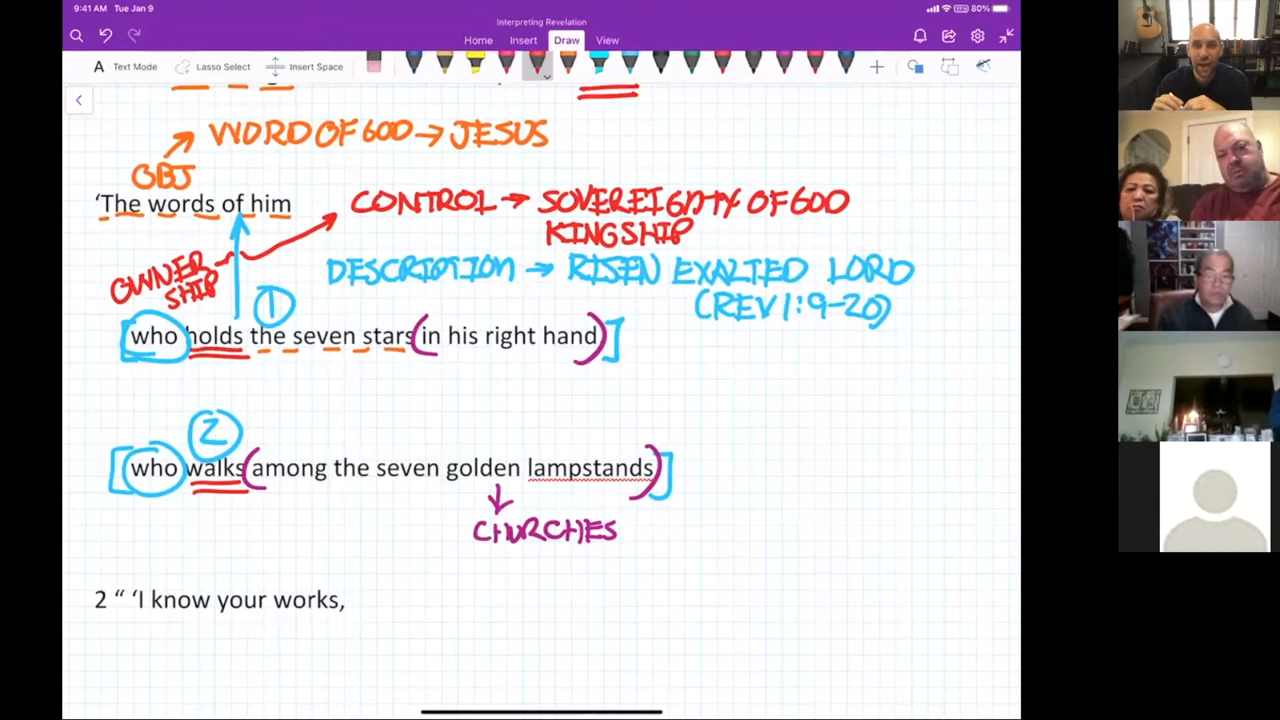 9:41 AM Tue Jan 9
80%
Interpreting Revelation
Home Insert Draw View
A Text Mode Lasso Select Insert Space
WORD OF GOD → JESUS
OBJ
‘The words of him
CONTROL → SOVEREIGNTY OF GOD
KINGSHIP
OWNER
SHIP
DESCRIPTION → RISEN EXALTED LORD
(REV 1:9-20)
1
[who holds the seven stars (in his right hand)]
2
[who walks (among the seven golden lampstands)]
CHURCHES
2 “ ‘I know your works,